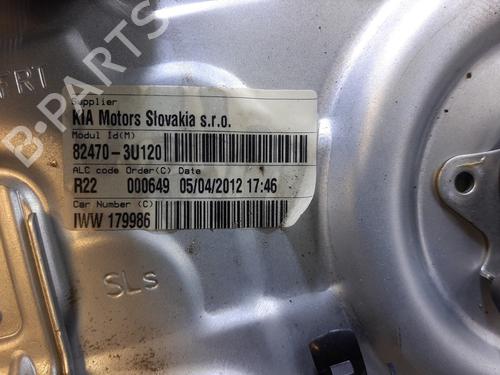 B-PARTS
FRT
Supplier
KIA Motors Slovakia s.r.o.
Modul Id(M)
82470-3U120
ALC code Order(C) Date
R22 000649 05/04/2012 17:46
Car Number (C)
IWW 179986
SLs